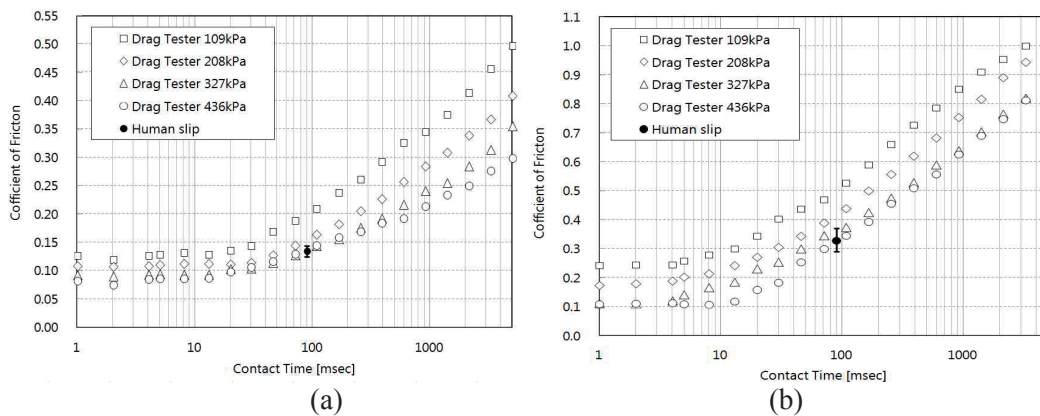 (a)
0.55
0.50
0.45
0.40
0.35
0.30
0.25
0.20
0.15
0.10
0.05
0.00
Cofficient of Fricton
Drag Tester 109kPa
Drag Tester 208kPa
Drag Tester 327kPa
Drag Tester 436kPa
Human slip
1 10 100 1000
Contact Time [msec]
(a)
(b)
1.1
1.0
0.9
0.8
0.7
0.6
0.5
0.4
0.3
0.2
0.1
0.0
Cofficient of Fricton
Drag Tester 109kPa
Drag Tester 208kPa
Drag Tester 327kPa
Drag Tester 436kPa
Human slip
1 10 100 1000
Contact Time [msec]
(b)